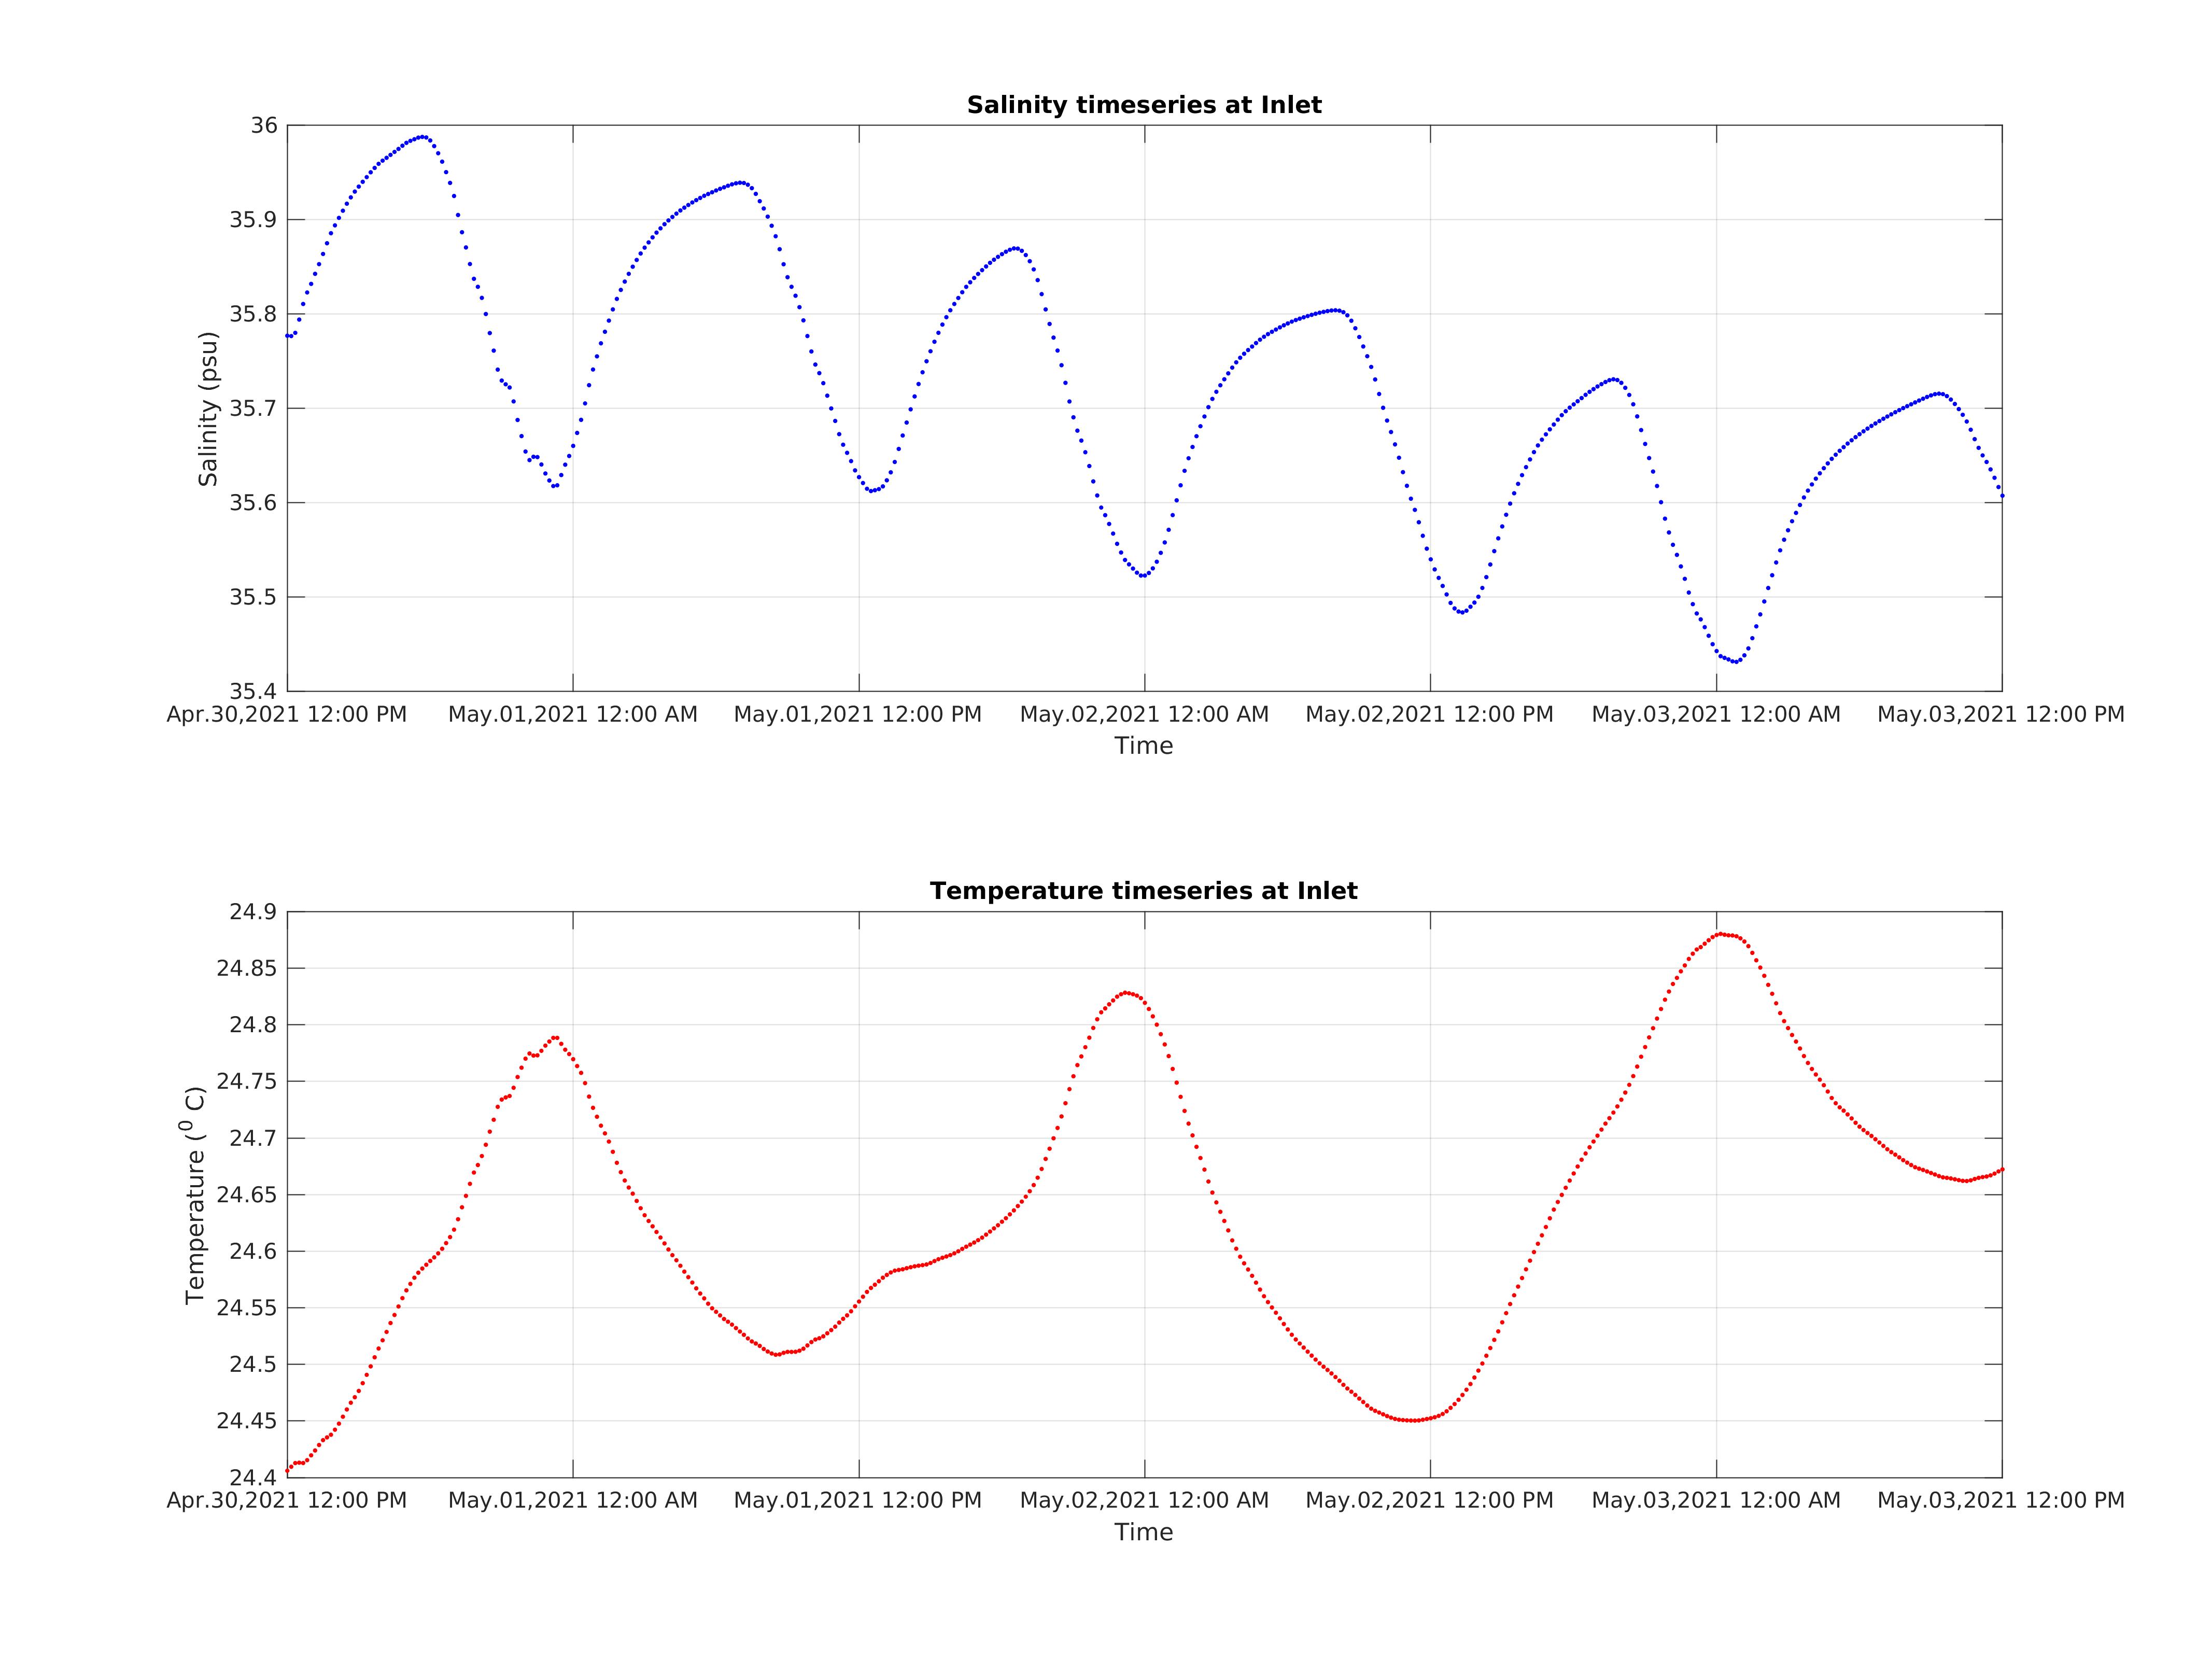 Salinity timeseries at Inlet
36
35.9
35.8
35.7
35.6
35.5
35.4
Salinity (psu)
Apr.30,2021 12:00 PM May.01,2021 12:00 AM May.01,2021 12:00 PM May.02,2021 12:00 AM May.02,2021 12:00 PM May.03,2021 12:00 AM May.03,2021 12:00 PM
Time
Temperature timeseries at Inlet
24.9
24.85
24.8
24.75
24.7
24.65
24.6
24.55
24.5
24.45
24.4
Temperature (⁰ C)
Apr.30,2021 12:00 PM May.01,2021 12:00 AM May.01,2021 12:00 PM May.02,2021 12:00 AM May.02,2021 12:00 PM May.03,2021 12:00 AM May.03,2021 12:00 PM
Time